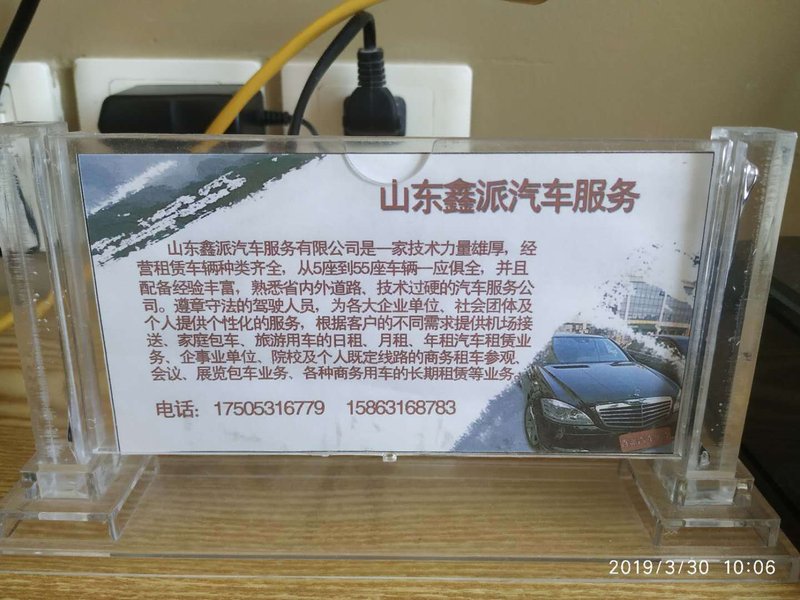 山东鑫派汽车服务
山东鑫派汽车服务有限公司是一家技术力量雄厚，经
营租赁车辆种类齐全，从5座到55座车辆一应俱全，并且
配备经验丰富，熟悉省内外道路、技术过硬的汽车服务公
司。遵章守法的驾驶人员，为各大企业单位、社会团体及
个人提供个性化的服务，根据客户的不同需求提供机场接
送、家庭包车、旅游用车的日租、月租、年租汽车租赁业
务、企事业单位、院校及个人既定线路的商务租车参观、
会议、展览包车业务、各种商务用车的长期租赁等业务。
电话：17505316779 15863168783
2019/3/30 10:06